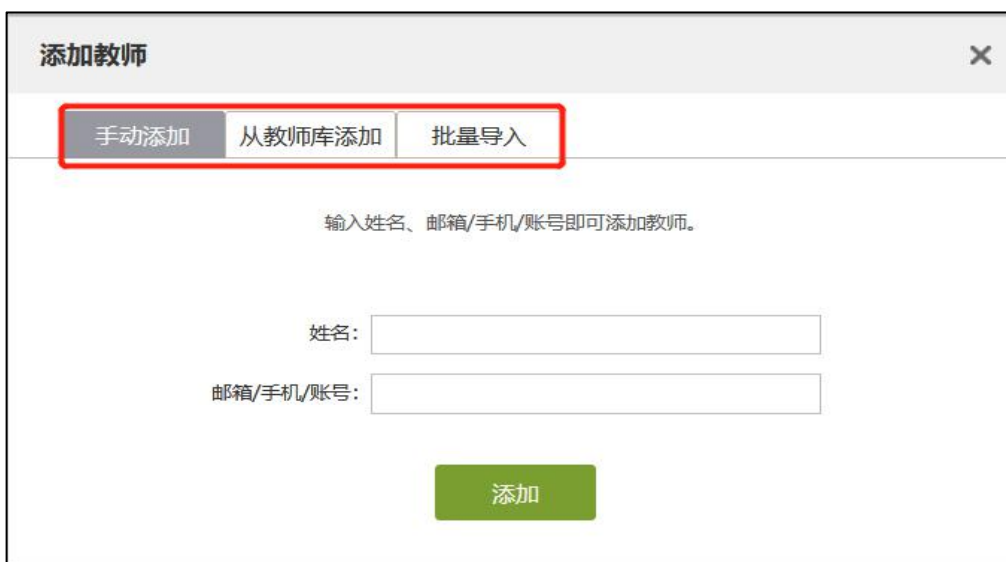 添加教师
手动添加 从教师库添加 批量导入
输入姓名、邮箱/手机/账号即可添加教师。
姓名:
邮箱/手机/账号:
添加